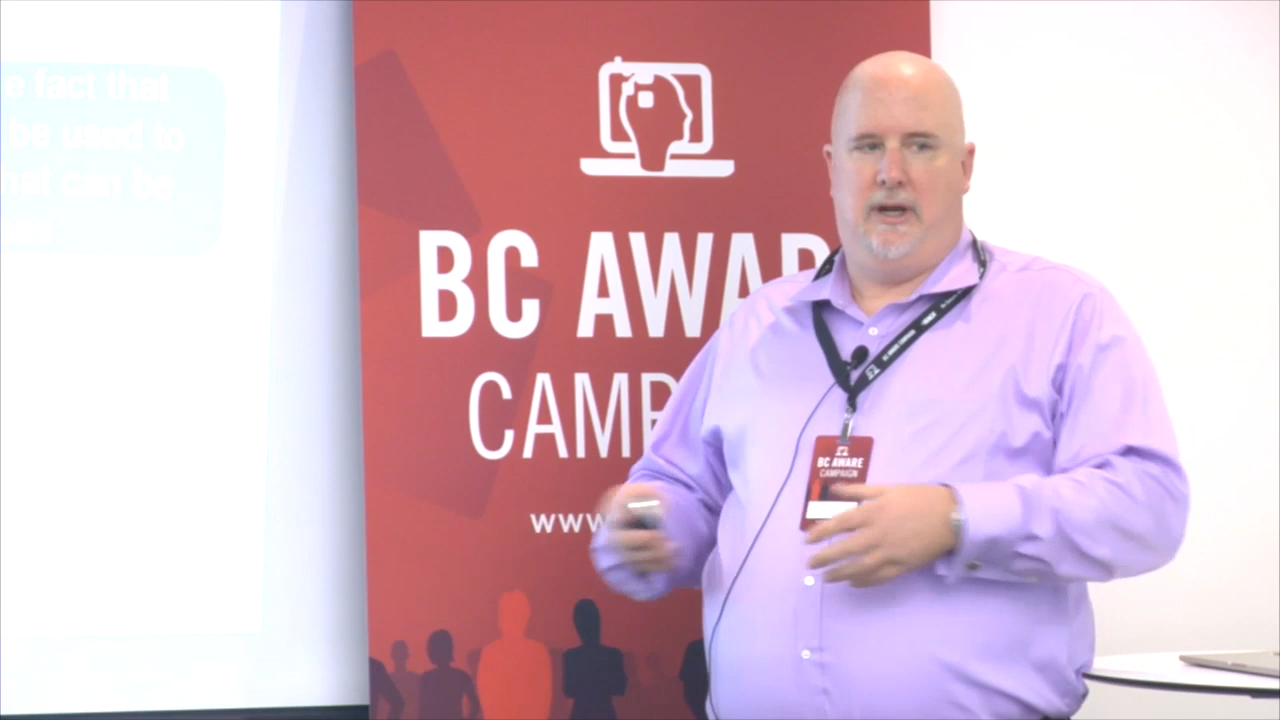 e fact that
be used to
hat can be
BC AWAR
CAMP
www.
BC AWARE
CAMPAIGN